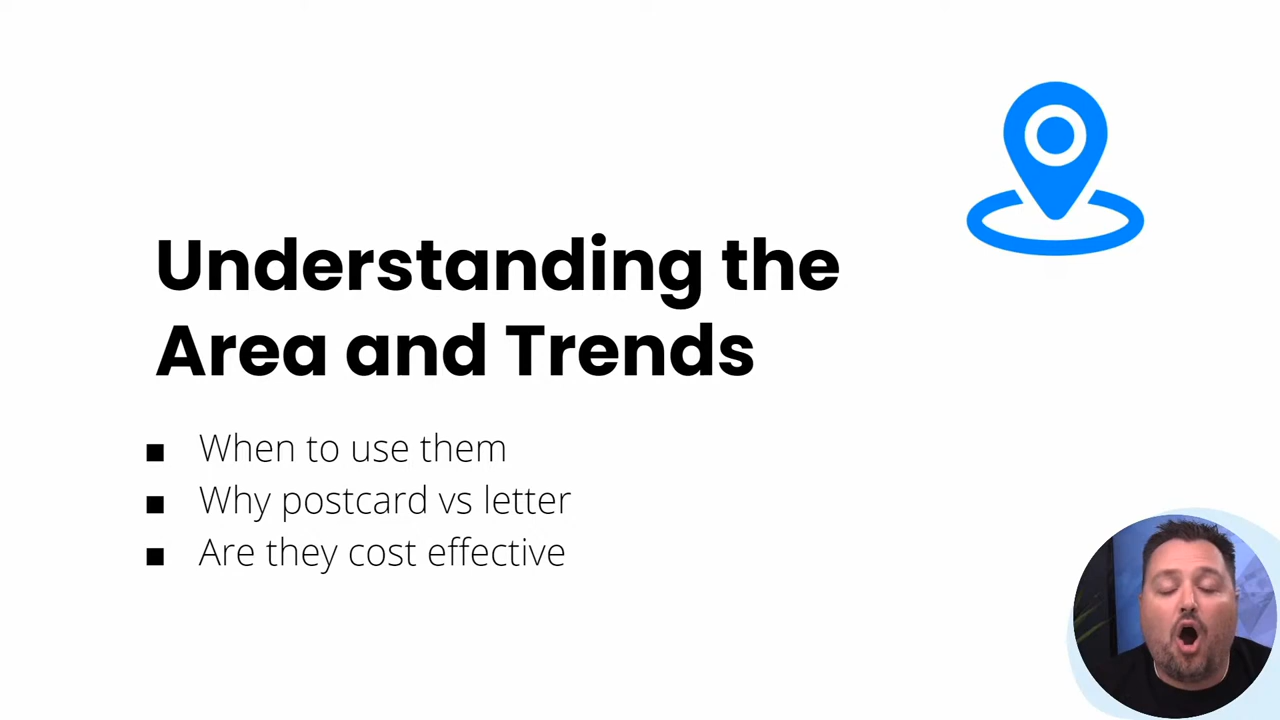 Understanding the
Area and Trends
■ When to use them
■ Why postcard vs letter
■ Are they cost effective